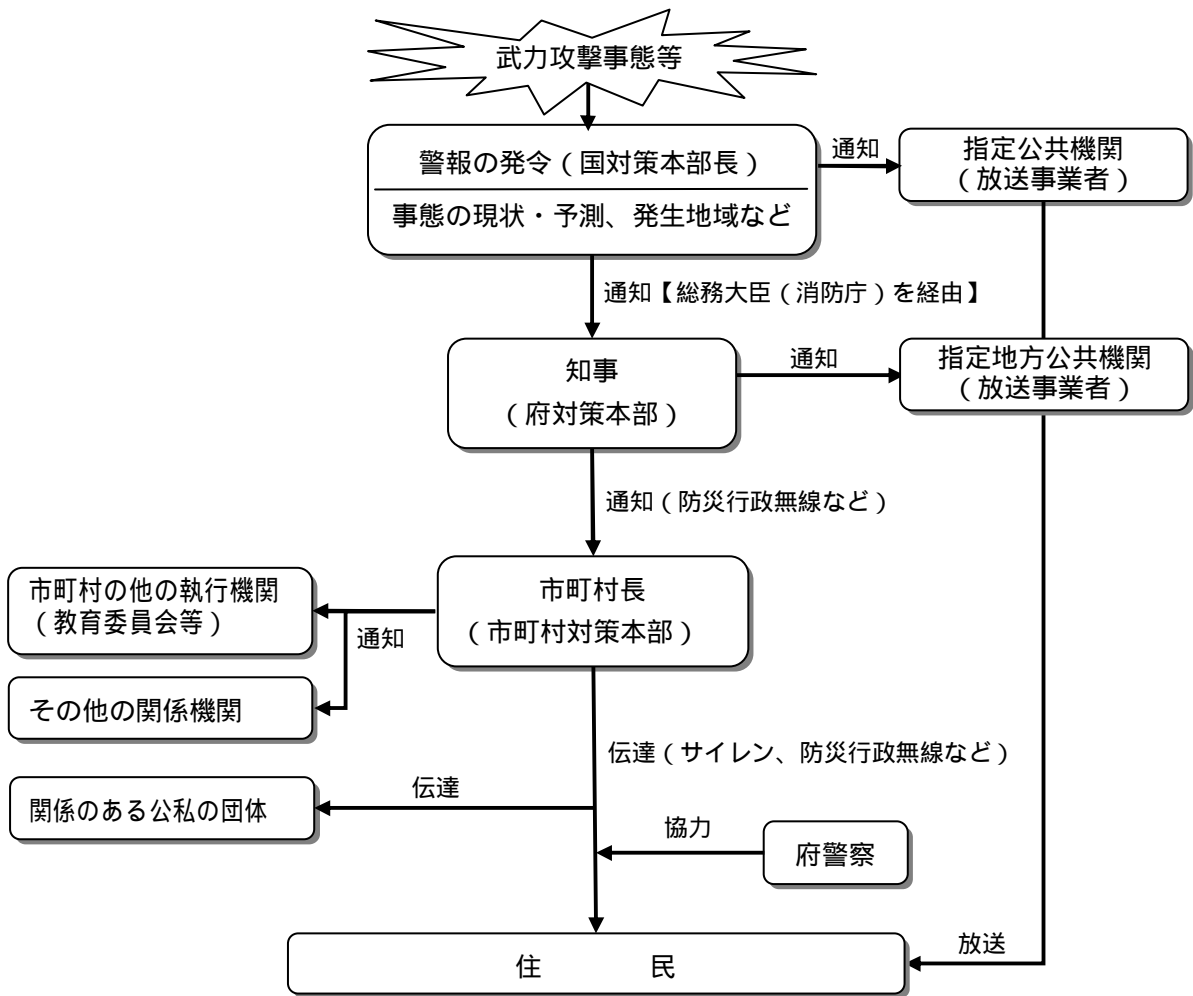 武力攻撃事態等
警報の発令（国対策本部長）
事態の現状・予測、発生地域など
通知
指定公共機関
（放送事業者）
通知【総務大臣（消防庁）を経由】
知事
（府対策本部）
通知
指定地方公共機関
（放送事業者）
通知（防災行政無線など）
市町村長
（市町村対策本部）
市町村の他の執行機関
（教育委員会等）
通知
その他の関係機関
伝達（サイレン、防災行政無線など）
関係のある公私の団体
伝達
協力
府警察
住　　　　民
放送